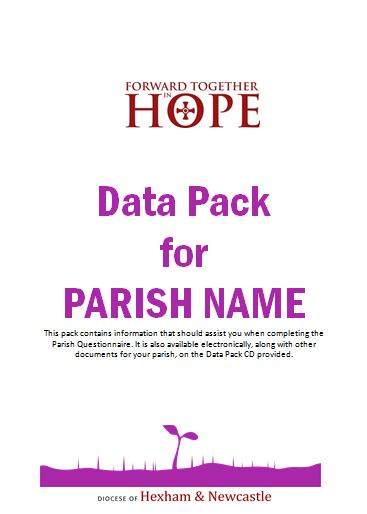 FORWARD TOGETHER
IN
HOPE
Data Pack
for
PARISH NAME
This pack contains information that should assist you when completing the
Parish Questionnaire. It is also available electronically, along with other
documents for your parish, on the Data Pack CD provided.
DIOCESE OF Hexham & Newcastle